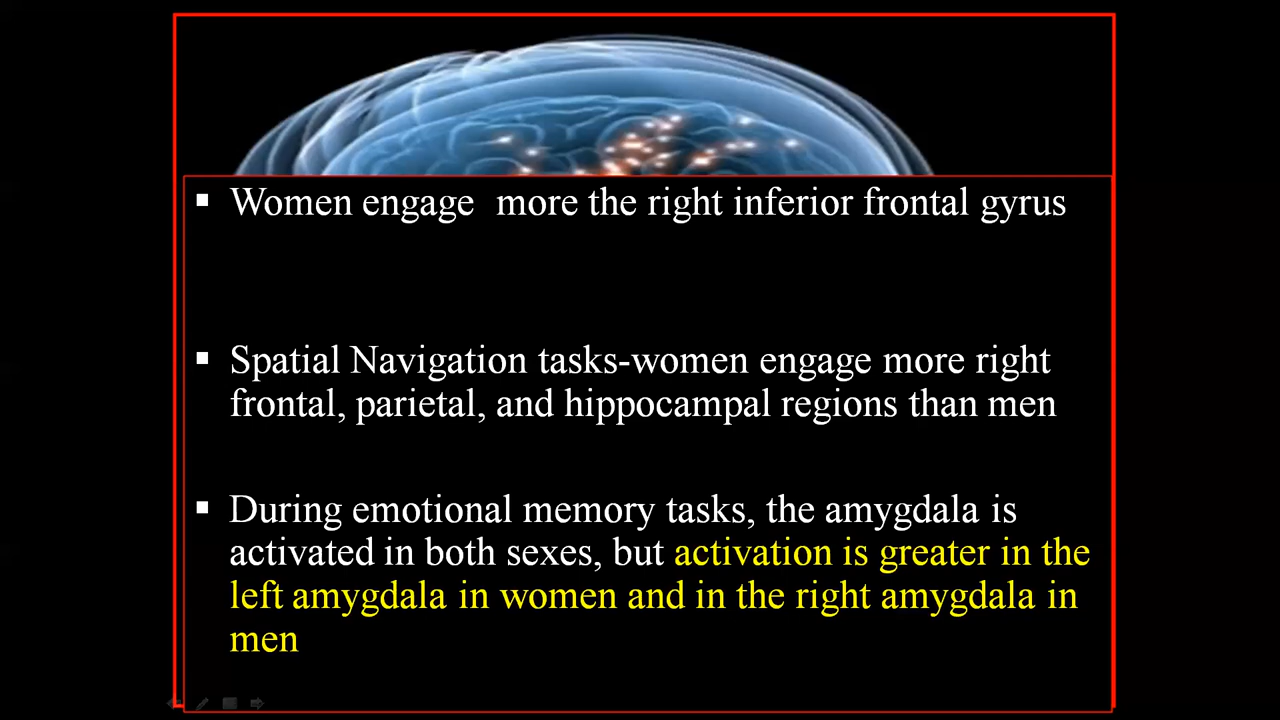 ▪ Women engage  more the right inferior frontal gyrus
▪ Spatial Navigation tasks-women engage more right
frontal, parietal, and hippocampal regions than men
▪ During emotional memory tasks, the amygdala is
activated in both sexes, but activation is greater in the
left amygdala in women and in the right amygdala in
men